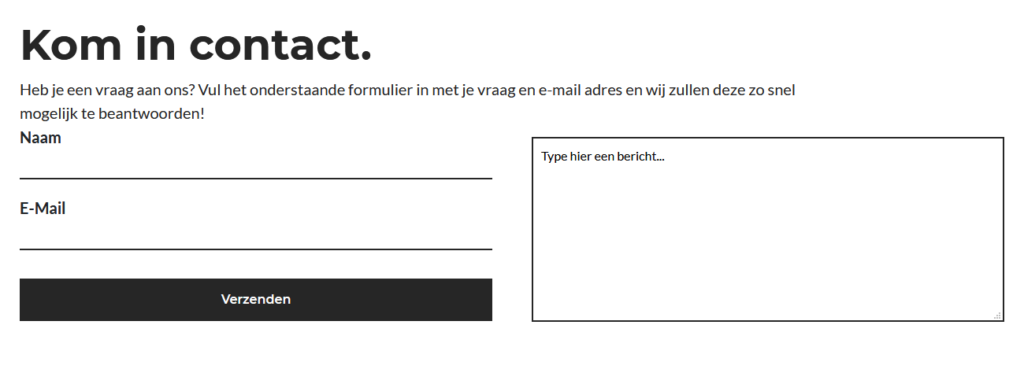 Kom in contact.
Heb je een vraag aan ons? Vul het onderstaande formulier in met je vraag en e-mail adres en wij zullen deze zo snel
mogelijk te beantwoorden!
Naam
E-Mail
Verzenden
Type hier een bericht...